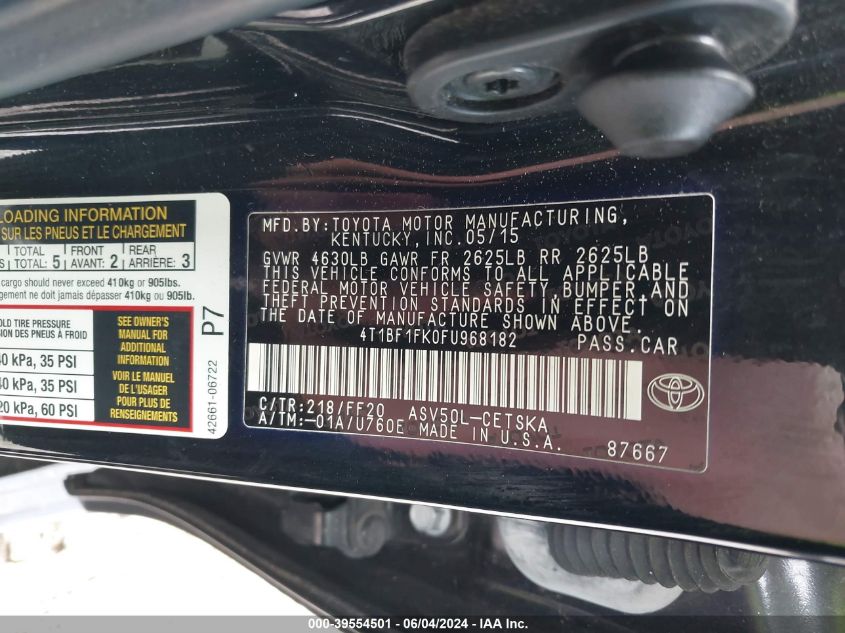 LOADING INFORMATION
SUR LES PNEUS ET LE CHARGEMENT
TOTAL FRONT REAR
TOTAL: 5 AVANT: 2 ARRIÈRE: 3
cargo should never exceed 410kg or 905lbs.
ne doit jamais dépasser 410kg ou 905lb.
TIRE PRESSURE
DES PNEUS À FROID
kPa, 35 PSI
kPa, 35 PSI
kPa, 60 PSI
SEE OWNER'S
MANUAL FOR
ADDITIONAL
INFORMATION
VOIR LE MANUEL
DE L'USAGER
POUR PLUS DE
RENSEIGNEMENTS
P7
42661-06722
MFD.BY:TOYOTA MOTOR MANUFACTURING,
KENTUCKY, INC.05/15
GVWR 4630LB GAWR FR 2625LB RR 2625LB
THIS VEHICLE CONFORMS TO ALL APPLICABLE
FEDERAL MOTOR VEHICLE SAFETY, BUMPER, AND
THEFT PREVENTION STANDARDS IN EFFECT ON
THE DATE OF MANUFACTURE SHOWN ABOVE.
4T1BF1FK0FU968182 PASS.CAR
C/TR:218/FF20 ASV50L-CETSKA
A/TM:-01A/U760E MADE IN U.S.A. 87667
000-39554501 - 06/04/2024 - IAA Inc.